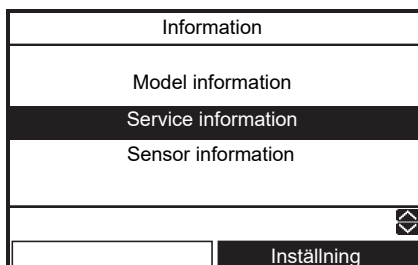 Information
Model information
Service information
Sensor information
Inställning